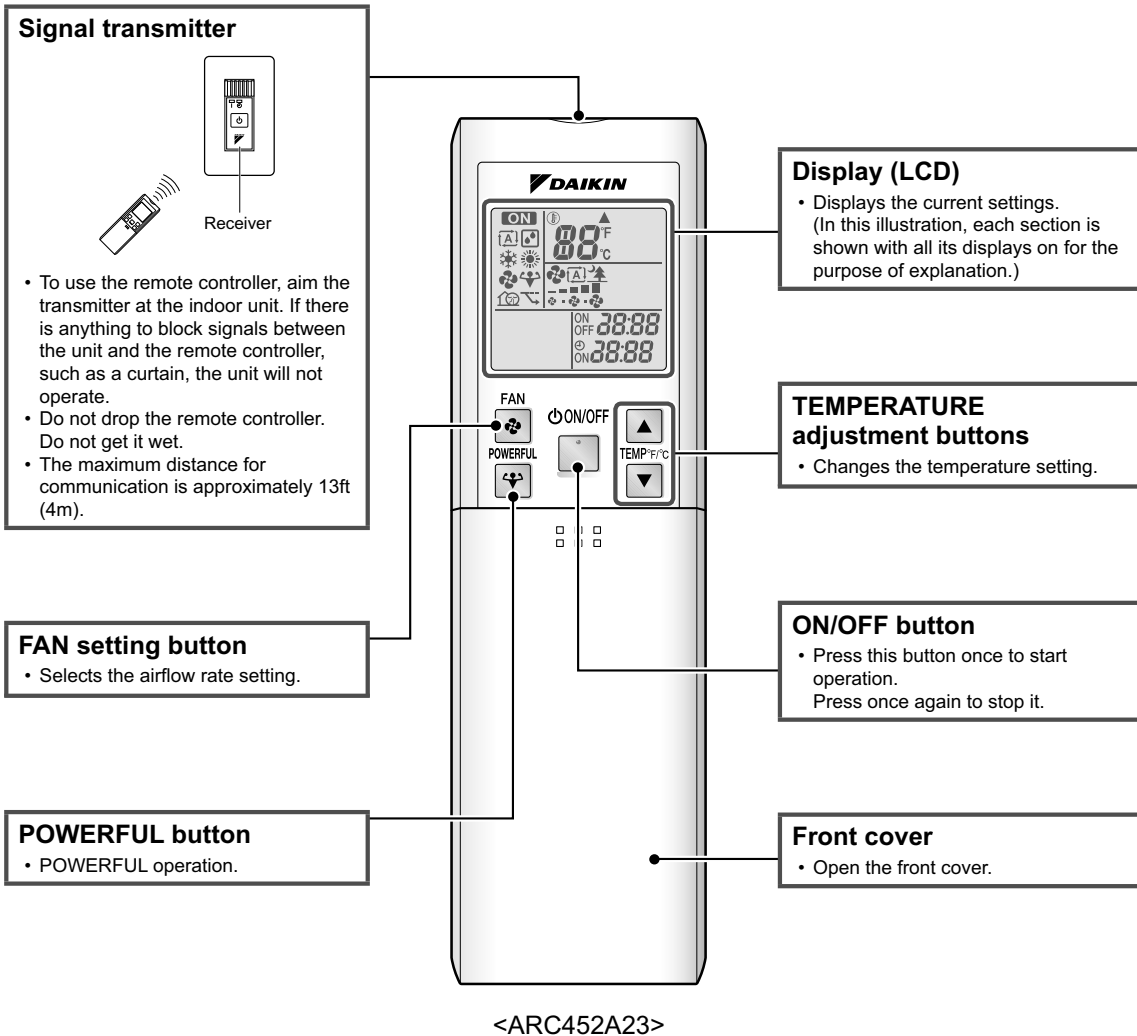 Signal transmitter
Receiver
• To use the remote controller, aim the
transmitter at the indoor unit. If there
is anything to block signals between
the unit and the remote controller,
such as a curtain, the unit will not
operate.
• Do not drop the remote controller.
Do not get it wet.
• The maximum distance for
communication is approximately 13ft
(4m).
FAN setting button
• Selects the airflow rate setting.
POWERFUL button
• POWERFUL operation.
DAIKIN
ON
88 °F
°C
A
A
ON
OFF 28:88
ON 28:88
FAN
ON/OFF
POWERFUL
TEMP°F/°C
Display (LCD)
• Displays the current settings.
(In this illustration, each section is
shown with all its displays on for the
purpose of explanation.)
TEMPERATURE
adjustment buttons
• Changes the temperature setting.
ON/OFF button
• Press this button once to start
operation.
Press once again to stop it.
Front cover
• Open the front cover.
<ARC452A23>